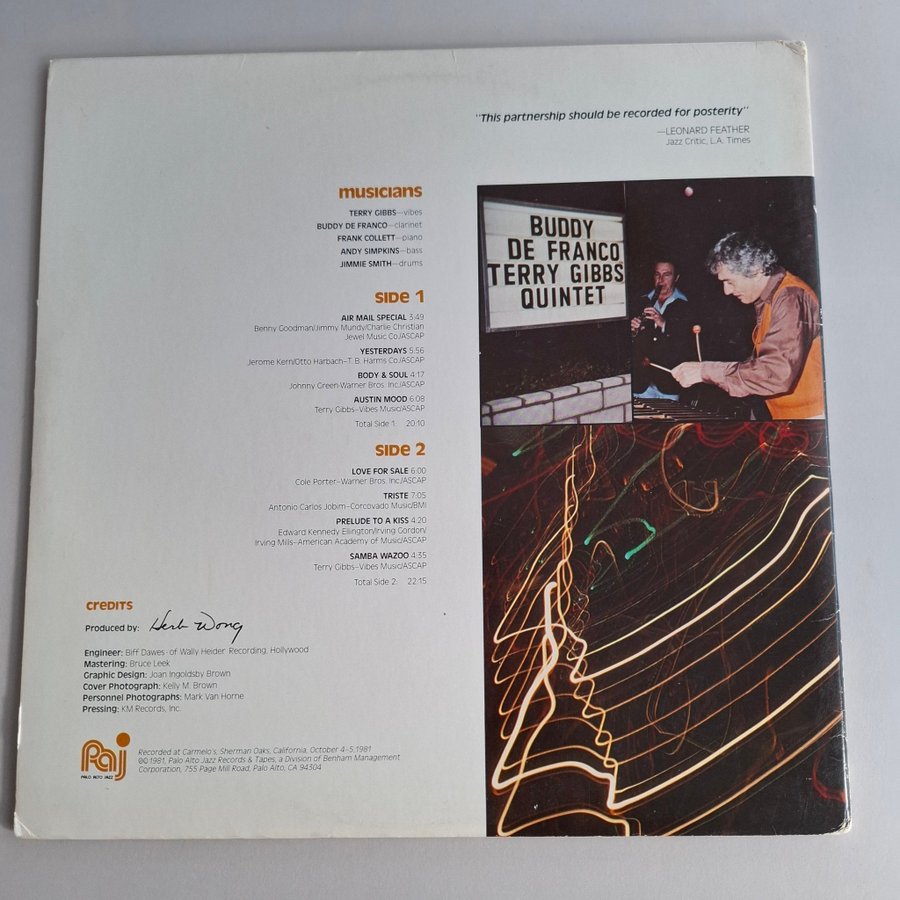 "This partnership should be recorded for posterity"
—LEONARD FEATHER
Jazz Critic, L.A. Times
musicians
TERRY GIBBS—vibes
BUDDY DE FRANCO—clarinet
FRANK COLLETT—piano
ANDY SIMPKINS—bass
JIMMIE SMITH—drums
SIDE 1
AIR MAIL SPECIAL 3:49
Benny Goodman/Jimmy Mundy/Charlie Christian
Jewel Music Co./ASCAP
YESTERDAYS 5:56
Jerome Kern/Otto Harbach–T. B. Harms Co./ASCAP
BODY & SOUL 4:17
Johnny Green-Warner Bros. Inc./ASCAP
AUSTIN MOOD 6:08
Terry Gibbs–Vibes Music/ASCAP
Total Side 1: 20:10
SIDE 2
LOVE FOR SALE 6:00
Cole Porter–Warner Bros. Inc./ASCAP
TRISTE 7:05
Antonio Carlos Jobim–Corcovado Music/BMI
PRELUDE TO A KISS 4:20
Edward Kennedy Ellington/Irving Gordon/
Irving Mills–American Academy of Music/ASCAP
SAMBA WAZOO 4:35
Terry Gibbs–Vibes Music/ASCAP
Total Side 2: 22:15
BUDDY
DE FRANCO
TERRY GIBBS
QUINTET
CREDITS
Produced by: Herb Wong
Engineer: Biff Dawes - of Wally Heider Recording, Hollywood
Mastering: Bruce Leek
Graphic Design: Joan Ingoldsby Brown
Cover Photograph: Kelly M. Brown
Personnel Photographs: Mark Van Horne
Pressing: KM Records, Inc.
Paj
PALO ALTO JAZZ
Recorded at Carmelo's, Sherman Oaks, California, October 4-5, 1981
℗© 1981, Palo Alto Jazz Records & Tapes, a Division of Benham Management
Corporation, 755 Page Mill Road, Palo Alto, CA 94304